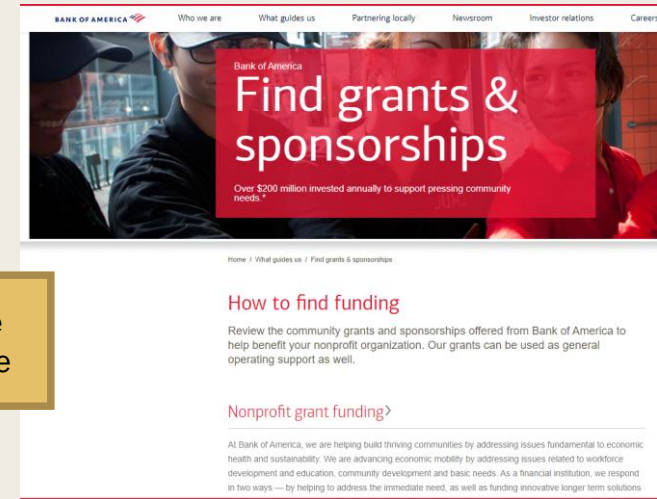 BANK OF AMERICA
Who we are
What guides us
Partnering locally
Newsroom
Investor relations
Careers
Bank of America
Find grants &
sponsorships
Over $200 million invested annually to support pressing community
needs.*
Home / What guides us / Find grants & sponsorships
How to find funding
Review the community grants and sponsorships offered from Bank of America to
help benefit your nonprofit organization. Our grants can be used as general
operating support as well.
Nonprofit grant funding>
At Bank of America, we are helping build thriving communities by addressing issues fundamental to economic
health and sustainability. We are advancing economic mobility by addressing issues related to workforce
development and education, community development and basic needs. As a financial institution, we respond
in two ways — by helping to address the immediate need, as well as funding innovative longer term solutions